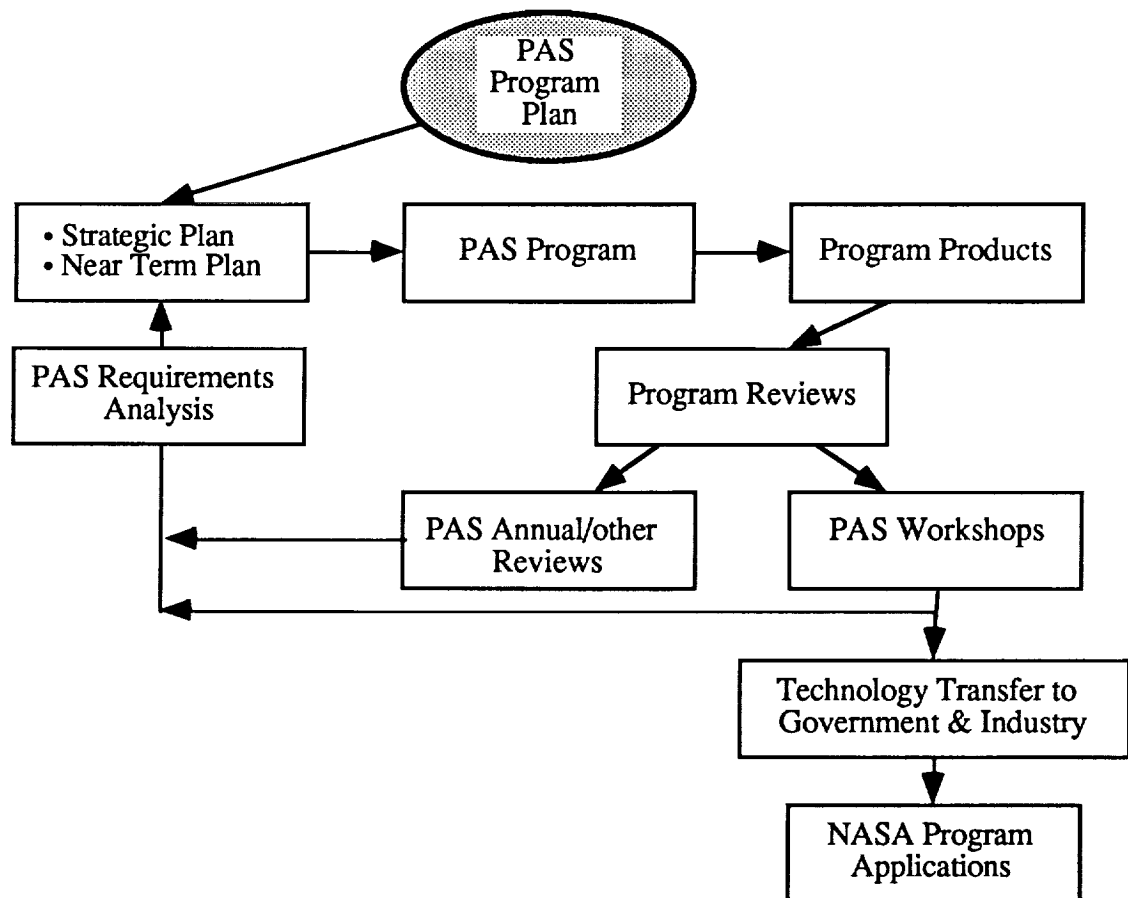 PAS
Program
Plan
• Strategic Plan
• Near Term Plan
PAS Program
Program Products
PAS Requirements
Analysis
Program Reviews
PAS Annual/other
Reviews
PAS Workshops
Technology Transfer to
Government & Industry
NASA Program
Applications